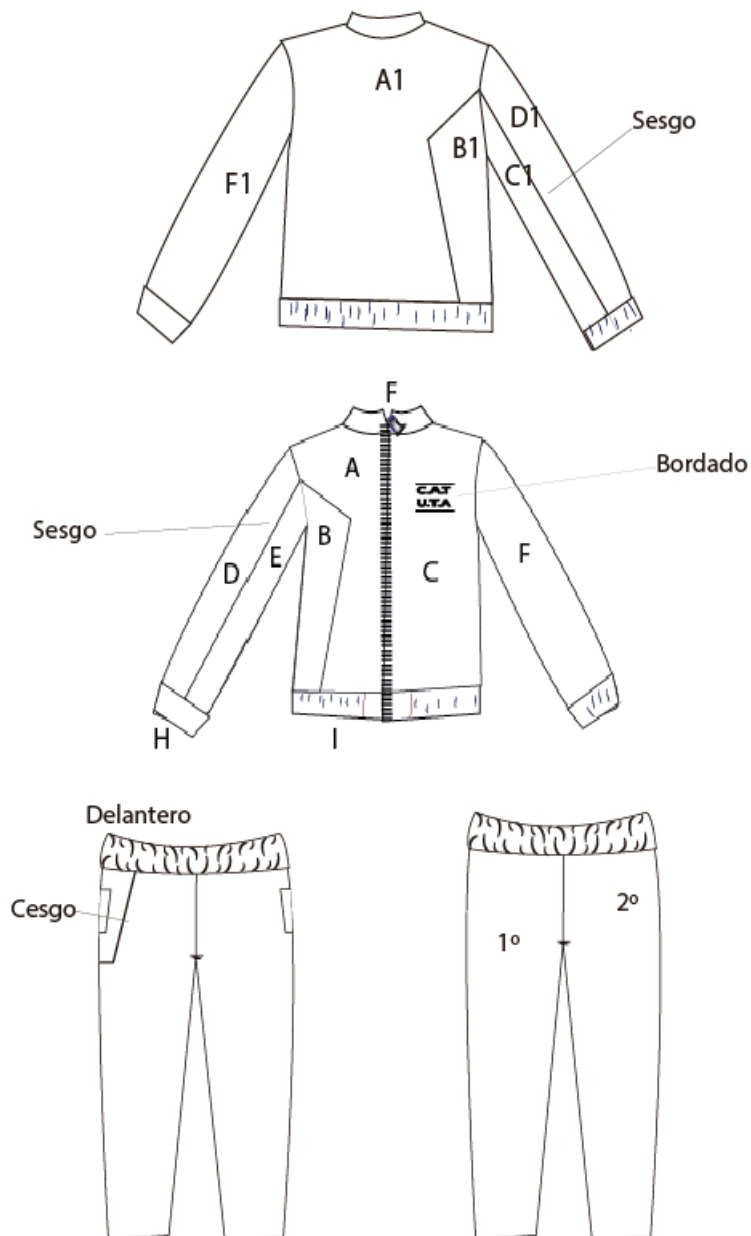 A1
D1
Sesgo
B1
C1
F1
F
A
C.A.T
U.T.A
Bordado
Sesgo
B
E
D
C
F
H
I
Delantero
Cesgo
1º
2º